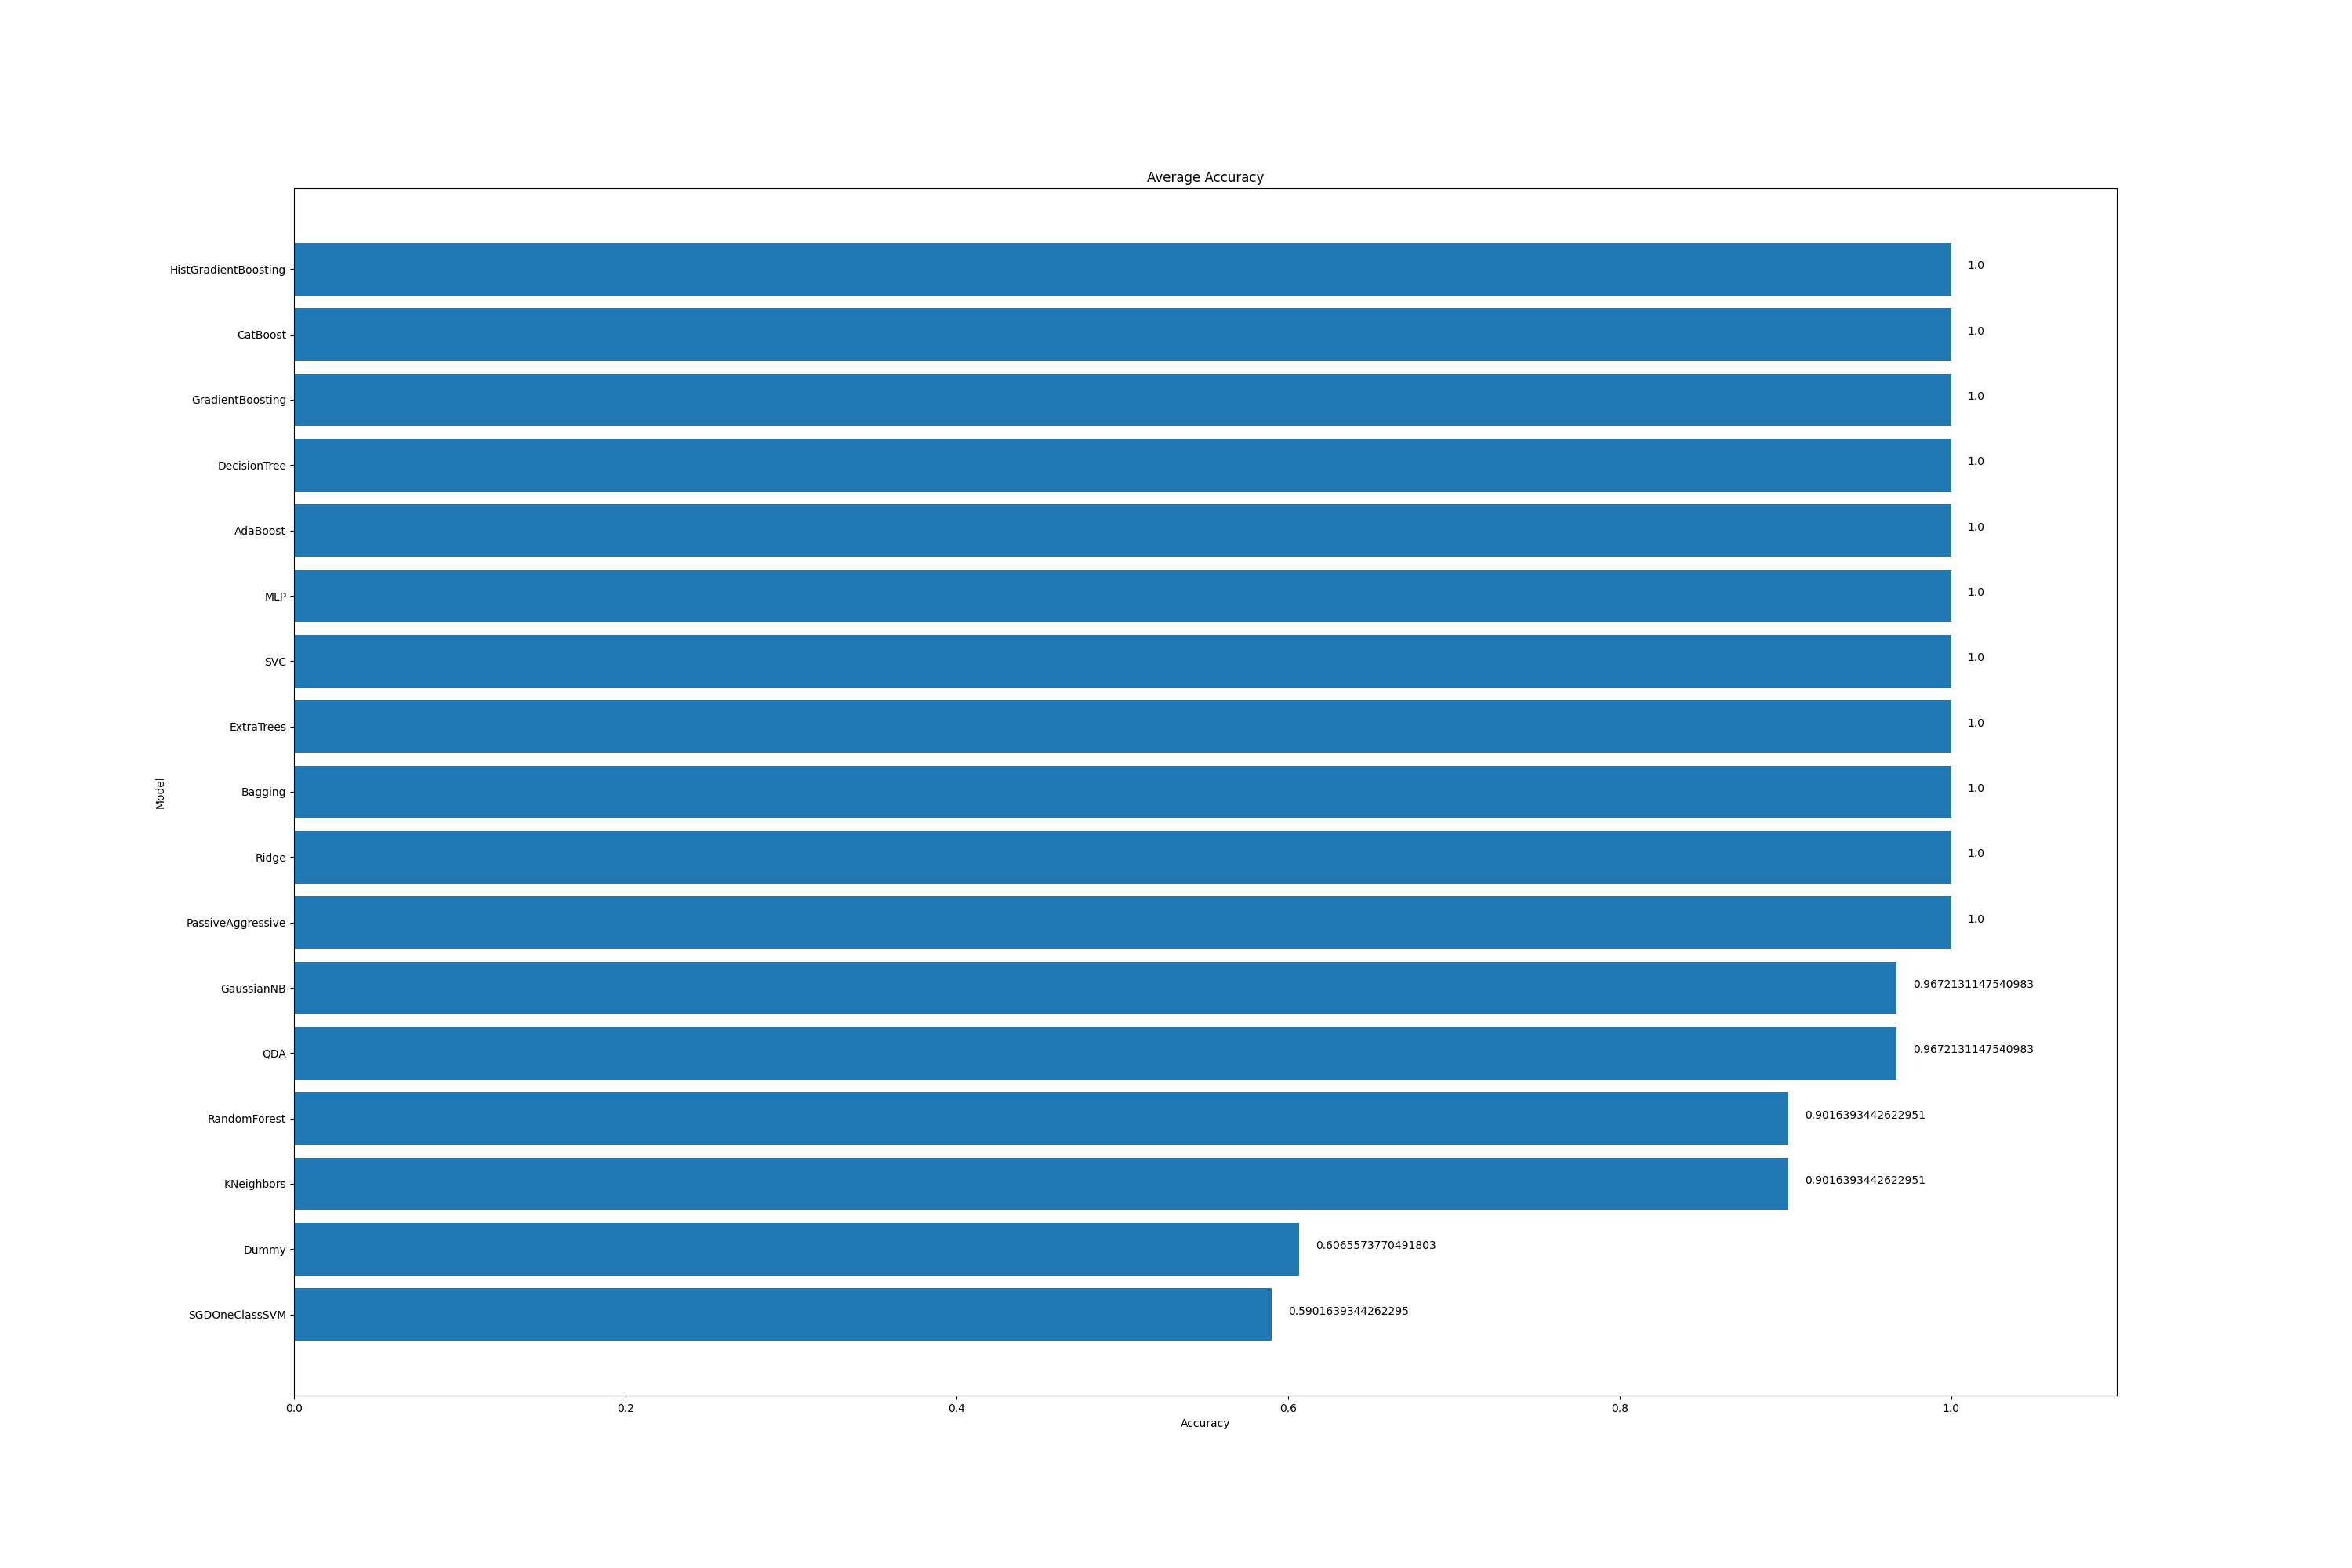 Average Accuracy
HistGradientBoosting 1.0
CatBoost 1.0
GradientBoosting 1.0
DecisionTree 1.0
AdaBoost 1.0
MLP 1.0
SVC 1.0
ExtraTrees 1.0
Bagging 1.0
Ridge 1.0
PassiveAggressive 1.0
GaussianNB 0.9672131147540983
QDA 0.9672131147540983
RandomForest 0.9016393442622951
KNeighbors 0.9016393442622951
Dummy 0.6065573770491803
SGDOneClassSVM 0.5901639344262295
Model
0.0 0.2 0.4 0.6 0.8 1.0
Accuracy